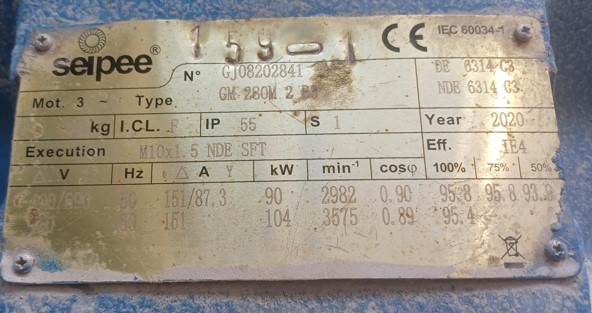 159-1
CE IEC 60034-1
seipee®
N° GJ08202841
DE 6314 C3
Mot. 3 ~ Type GM 280M 2 B3
NDE 6314 C3
kg I.CL. F IP 55 S 1 Year 2020
Execution M10x1.5 NDE SFT Eff. IE4
△ V Hz △ A Y kW min⁻¹ cosφ 100% 75% 50%
50 151/87.3 90 2982 0.90 95.8 95.8 93.9
151 104 3575 0.89 95.4